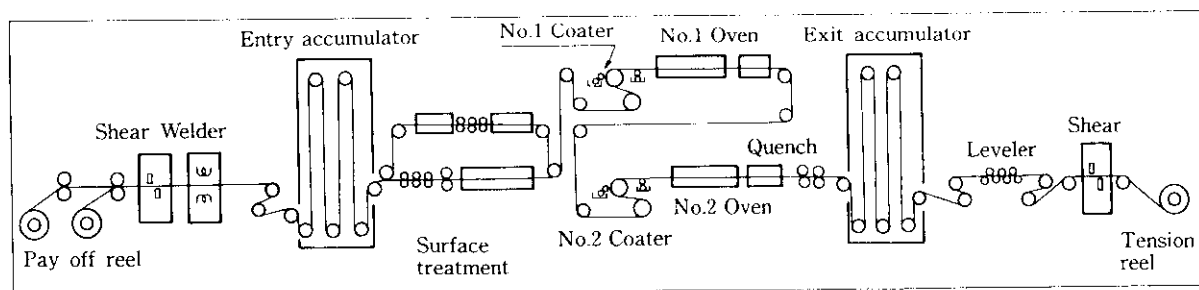 No.1 Coater
No.1 Oven
Entry accumulator
Exit accumulator
Shear Welder
Shear
Quench
Leveler
No.2 Oven
Surface
treatment
No.2 Coater
Pay off reel
Tension
reel